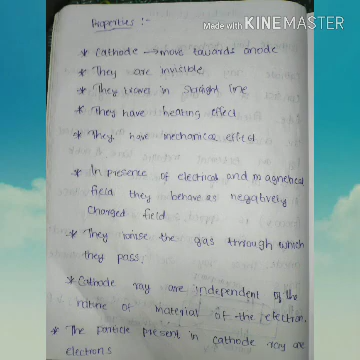 Made with KINEMASTER
Properties :-
* Cathode → move towards anode
* They are invisible
* They travel in straight line
* They have heating effect
* They have mechanical effect
* In presence of electrical and magnetical
field they behave as negatively
charged field
* They ionise the gas through which
they pass.
* Cathode ray are independent of the
nature of material of the
* The particle present in cathode ray are
electrons